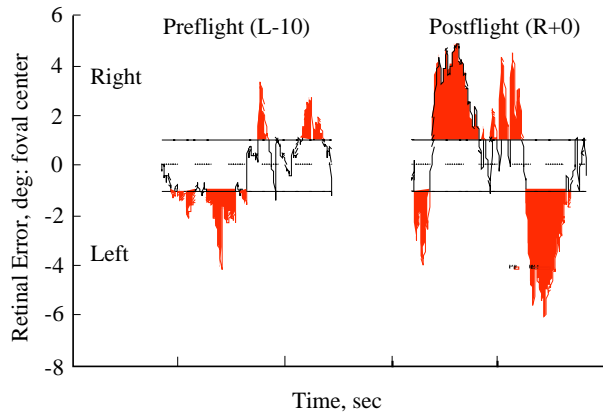 Preflight (L-10)
Postflight (R+0)
Retinal Error, deg: foval center
6
4
2
0
-2
-4
-6
-8
Right
Left
Time, sec